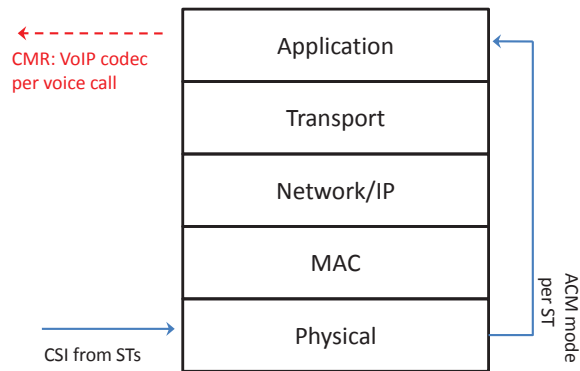 Application
CMR: VoIP codec
per voice call
Transport
Network/IP
MAC
ACM mode
per ST
Physical
CSI from STs